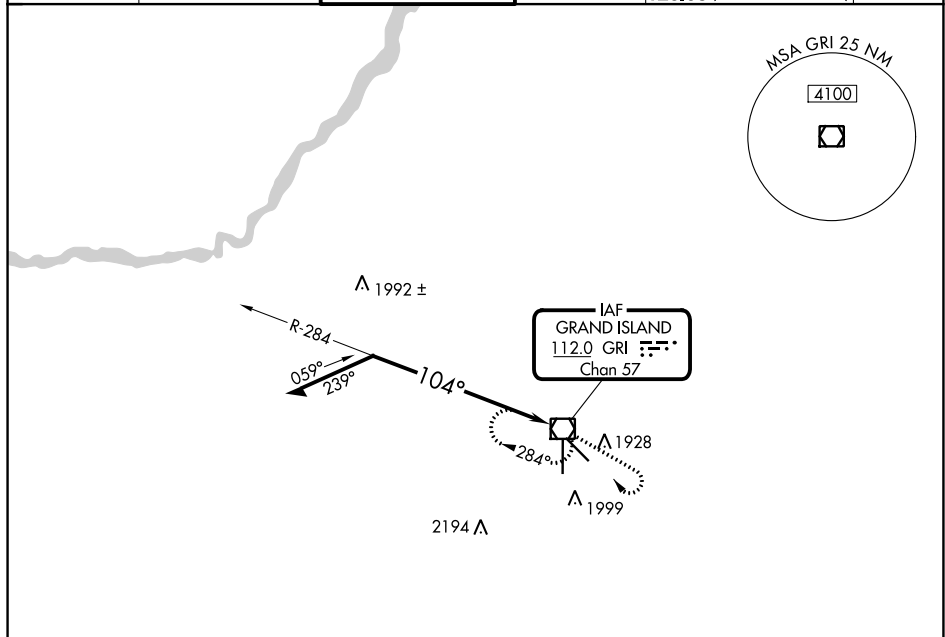 MSA GRI 25 NM
4100
1992 ±
R-284
059°
239°
104°
IAF
GRAND ISLAND
112.0 GRI
Chan 57
284°
1928
1999
2194